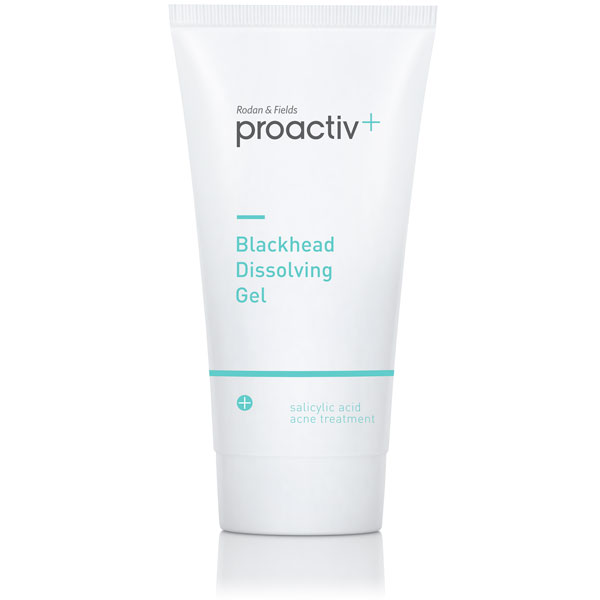 Rodan & Fields
proactiv+
Blackhead
Dissolving
Gel
salicylic acid
acne treatment